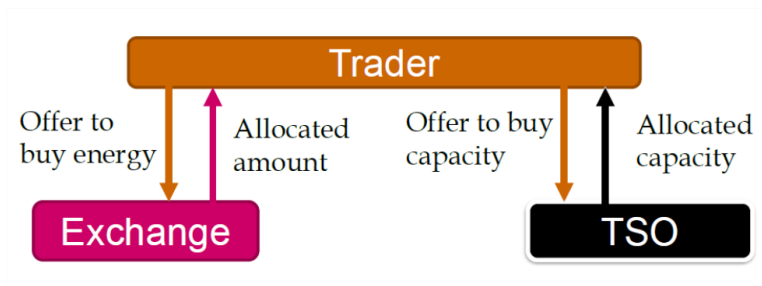 Trader
Offer to
buy energy
Allocated
amount
Offer to buy
capacity
Allocated
capacity
Exchange
TSO